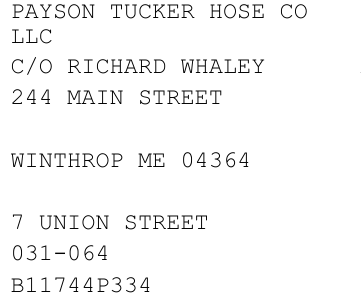 PAYSON TUCKER HOSE CO
LLC
C/O RICHARD WHALEY
244 MAIN STREET
WINTHROP ME 04364
7 UNION STREET
031-064
B11744P334